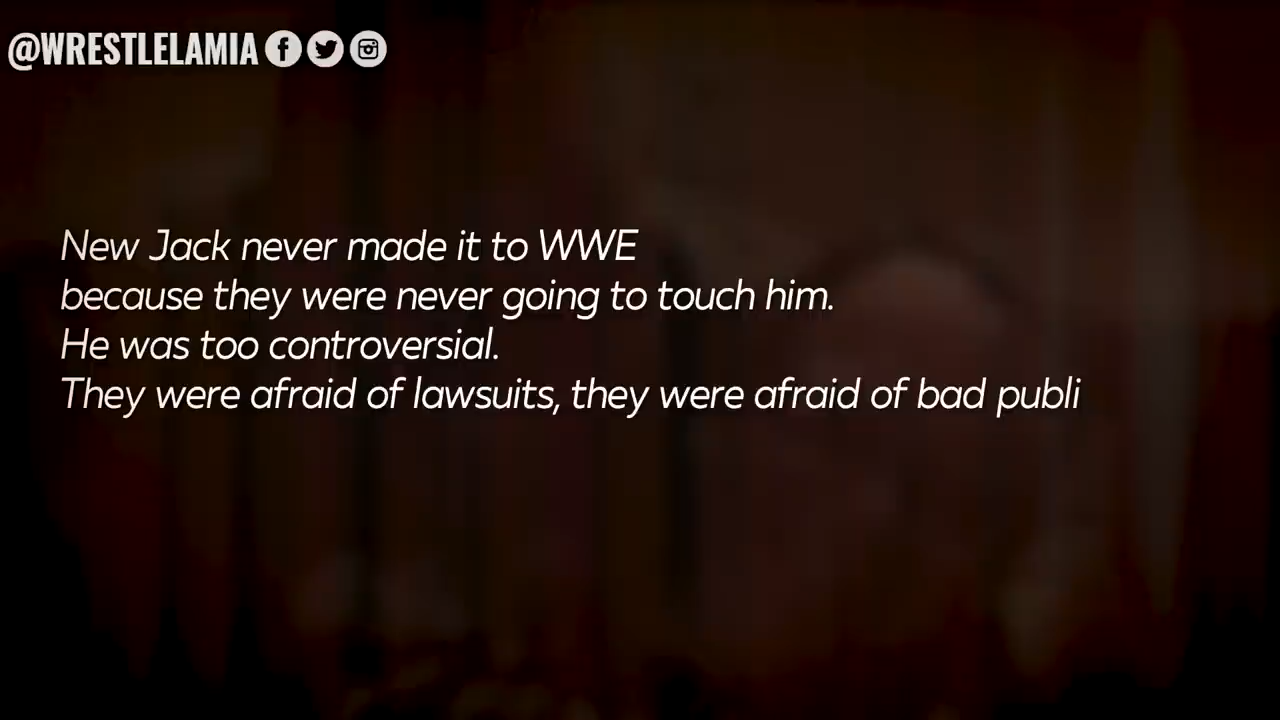 @WRESTLELAMIA
New Jack never made it to WWE
because they were never going to touch him.
He was too controversial.
They were afraid of lawsuits, they were afraid of bad publi